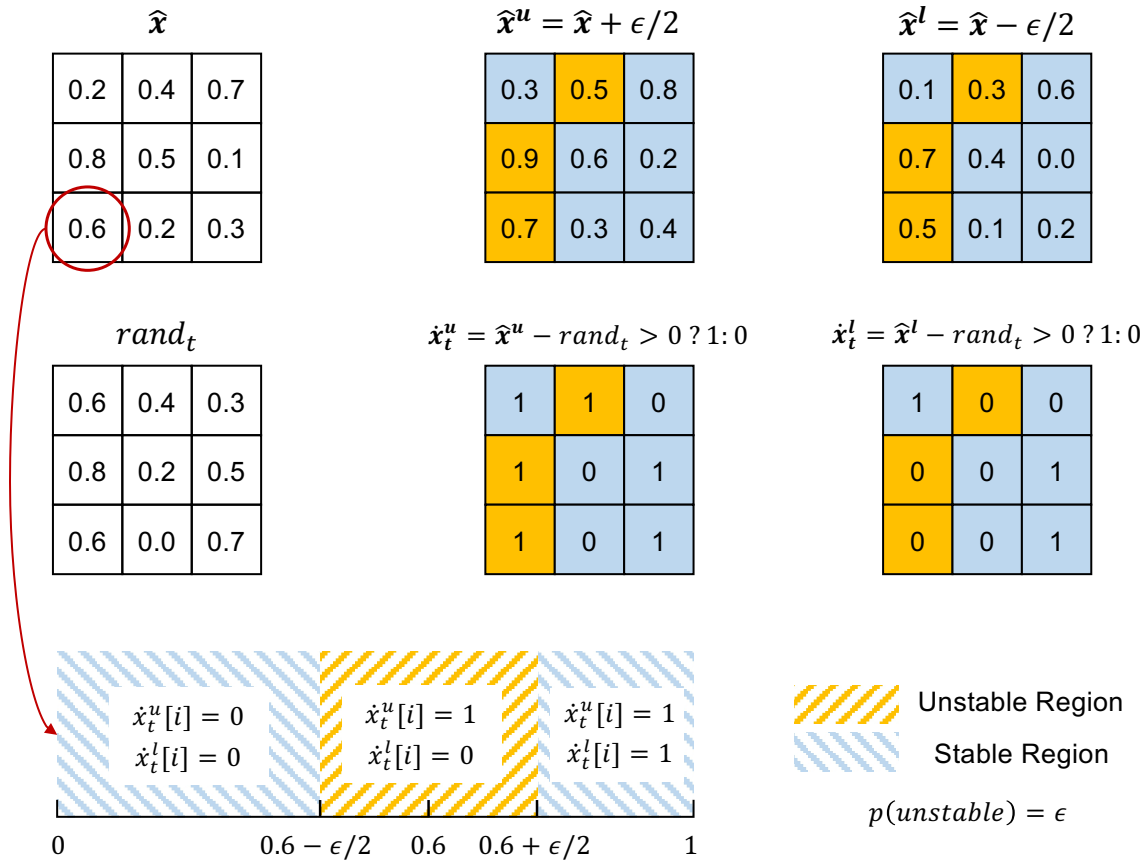 x̂
x̂ᵘ = x̂ + ϵ/2
x̂ˡ = x̂ − ϵ/2
0.2 0.4 0.7
0.8 0.5 0.1
0.6 0.2 0.3
0.3 0.5 0.8
0.9 0.6 0.2
0.7 0.3 0.4
0.1 0.3 0.6
0.7 0.4 0.0
0.5 0.1 0.2
randₜ
ẋₜᵘ = x̂ᵘ − randₜ > 0 ? 1: 0
ẋₜˡ = x̂ˡ − randₜ > 0 ? 1: 0
0.6 0.4 0.3
0.8 0.2 0.5
0.6 0.0 0.7
1 1 0
1 0 1
1 0 1
1 0 0
0 0 1
0 0 1
ẋₜᵘ[i] = 0
ẋₜˡ[i] = 0
ẋₜᵘ[i] = 1
ẋₜˡ[i] = 0
ẋₜᵘ[i] = 1
ẋₜˡ[i] = 1
0 0.6 − ϵ/2 0.6 0.6 + ϵ/2 1
Unstable Region
Stable Region
p(unstable) = ϵ